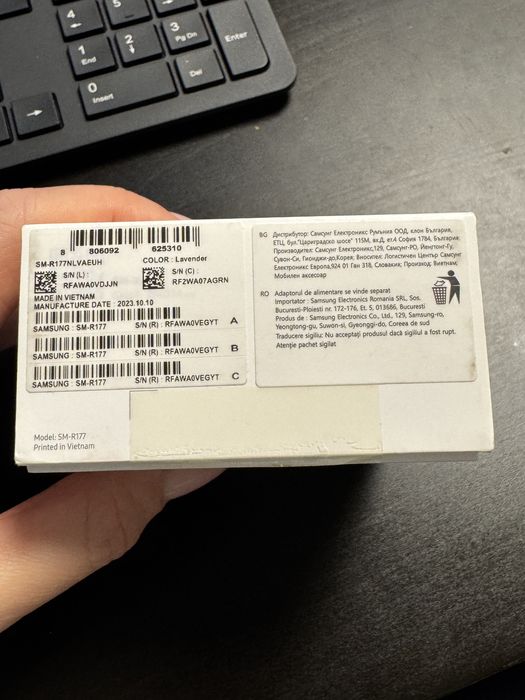 4
←
5
1
End
2
↓
3
Pg Dn
Enter
0
Insert
Del
→
8 806092 625310
SM-R177NLVAEUH COLOR : Lavender
S/N (L) :
RFAWA0VDJJN
S/N (C) :
RF2WA07AGRN
MADE IN VIETNAM
MANUFACTURE DATE : 2023.10.10
SAMSUNG : SM-R177 S/N (R) : RFAWA0VEGYT A
SAMSUNG : SM-R177 S/N (R) : RFAWA0VEGYT B
SAMSUNG : SM-R177 S/N (R) : RFAWA0VEGYT C
BG Дистрибутор: Самсунг Електроникс Румъния ООД, клон България,
ЕТЦ, бул."Цариградско шосе" 115М, вх.Д, ет.4 София 1784, България;
Производител: Самсунг Електроникс,129, Самсунг-РО, Йенгтонг-Гу,
Сувон-Си, Гионджи-до,Корея; Вносител: Логистичен Център Самсунг
Електроникс Европа,924 01 Ган 318, Словакия; Произход: Виетнам;
Мобилен аксесоар
RO Adaptorul de alimentare se vinde separat
Importator : Samsung Electronics Romania SRL, Sos.
Bucuresti-Ploiesti nr. 172-176, Et. 5, 013686, Bucuresti
Produs de : Samsung Electronics Co., Ltd., 129, Samsung-ro,
Yeongtong-gu, Suwon-si, Gyeonggi-do, Coreea de sud
Traducere sigiliu: Nu acceptaţi produsul dacă sigiliul a fost rupt.
Atenţie pachet sigilat
Model: SM-R177
Printed in Vietnam